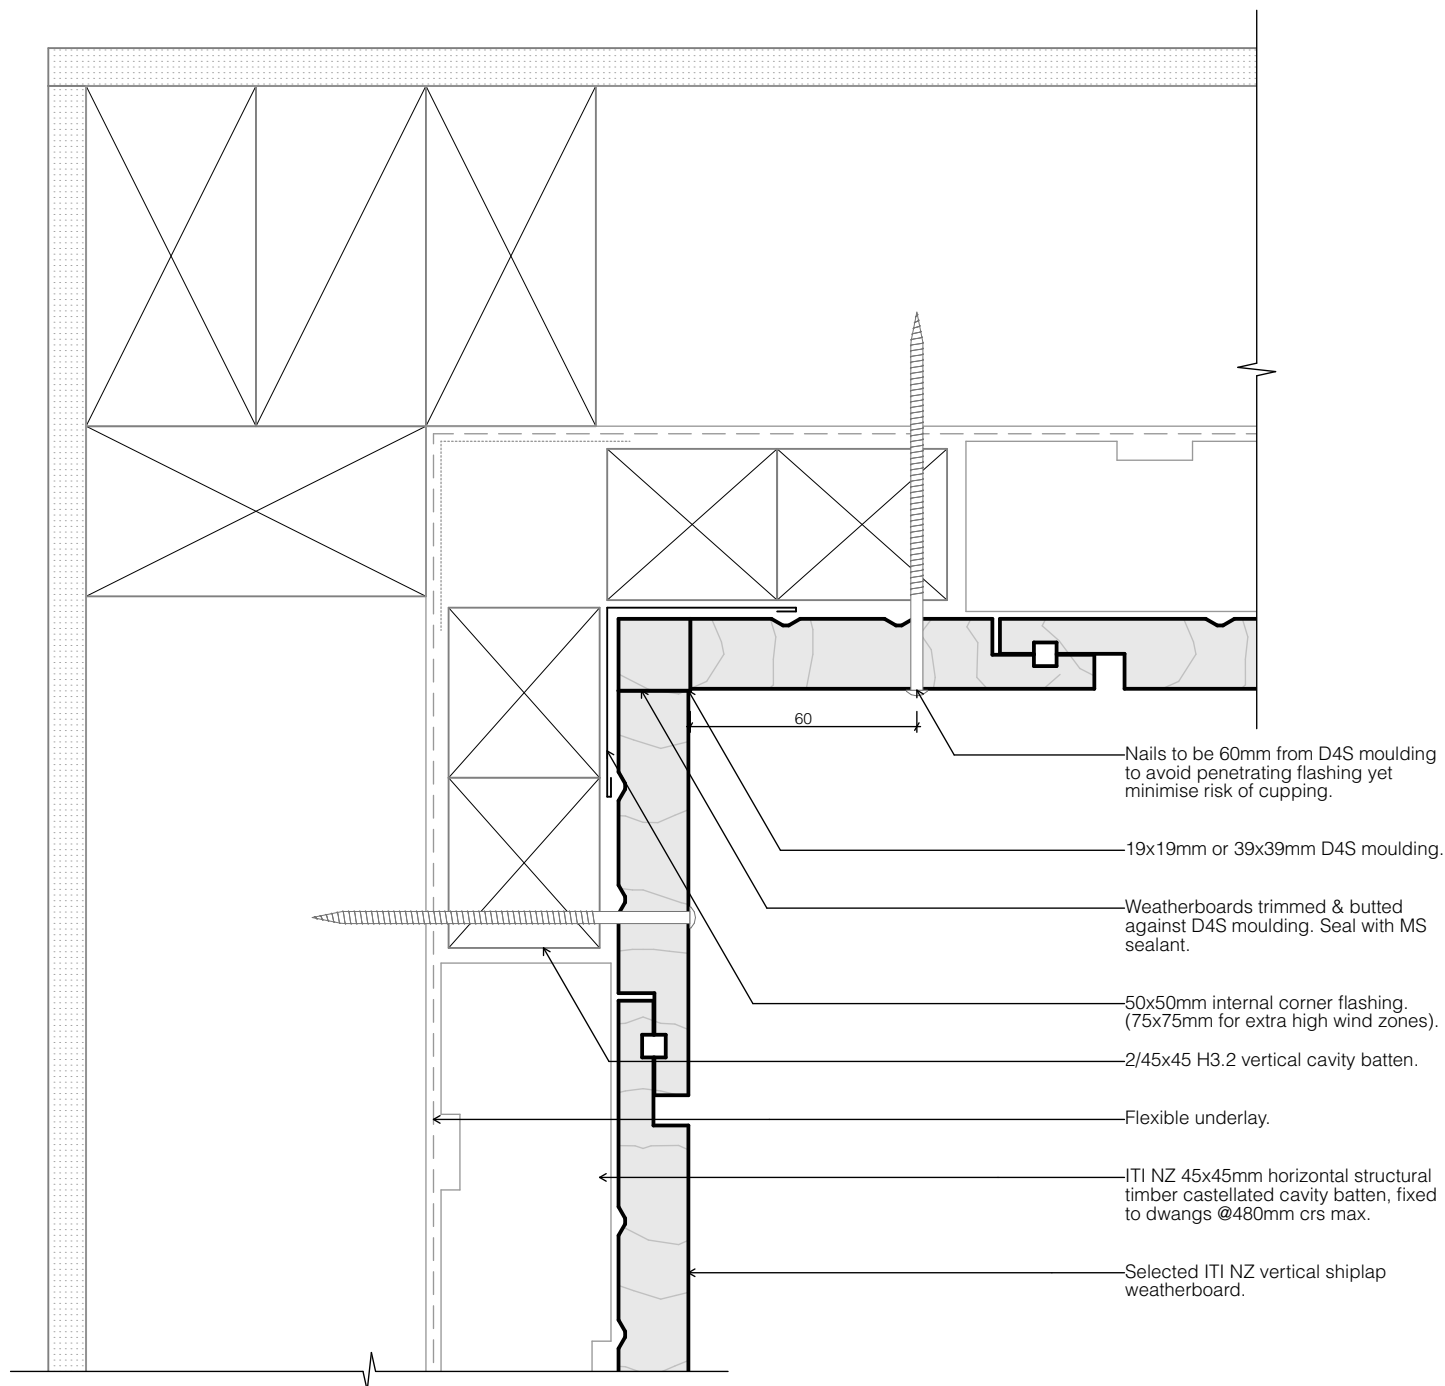 60
Nails to be 60mm from D4S moulding
to avoid penetrating flashing yet
minimise risk of cupping.
19x19mm or 39x39mm D4S moulding.
Weatherboards trimmed & butted
against D4S moulding. Seal with MS
sealant.
50x50mm internal corner flashing.
(75x75mm for extra high wind zones).
2/45x45 H3.2 vertical cavity batten.
Flexible underlay.
ITI NZ 45x45mm horizontal structural
timber castellated cavity batten, fixed
to dwangs @480mm crs max.
Selected ITI NZ vertical shiplap
weatherboard.